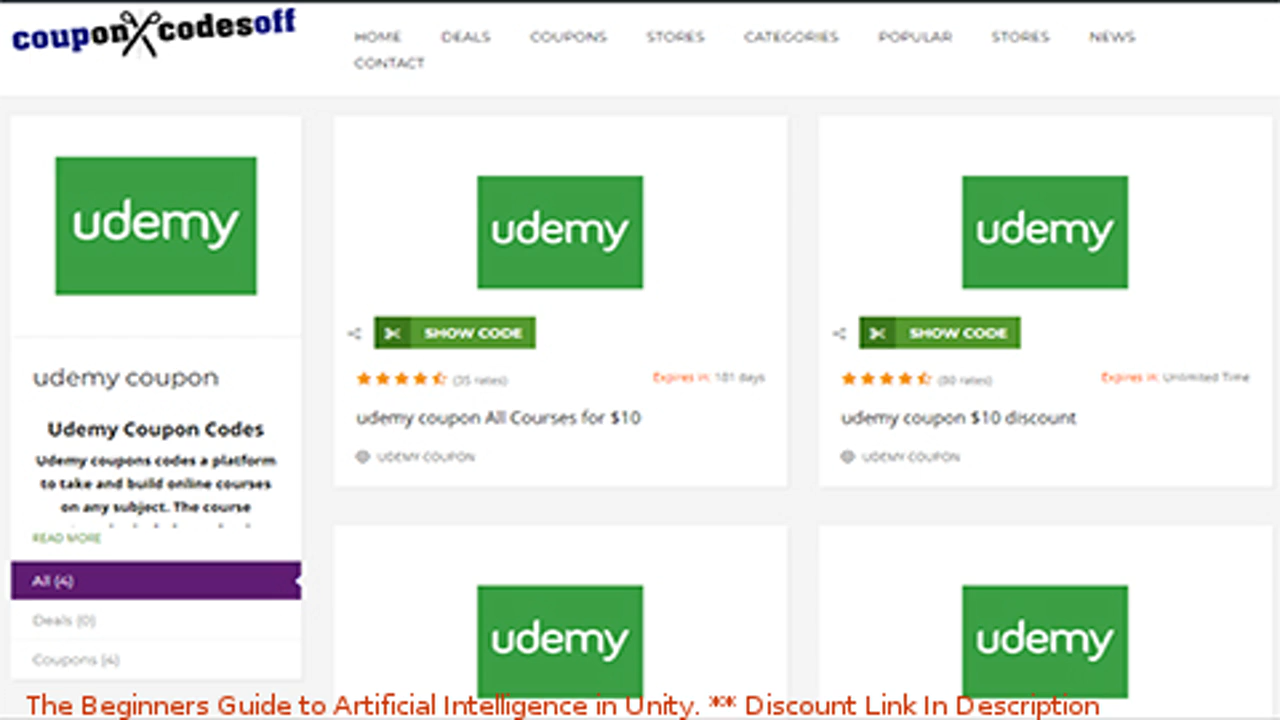 couponXcodesoff
HOME DEALS COUPONS STORES CATEGORIES POPULAR STORES NEWS
CONTACT
udemy
udemy coupon
Udemy Coupon Codes
Udemy coupons codes a platform
to take and build online courses
on any subject. The course
READ MORE
All (4)
Deals (0)
Coupons (4)
udemy
SHOW CODE
(35 rates) Expires in: 181 days
udemy coupon All Courses for $10
UDEMY COUPON
udemy
SHOW CODE
(80 rates) Expires in: Unlimited Time
udemy coupon $10 discount
UDEMY COUPON
udemy
udemy
The Beginners Guide to Artificial Intelligence in Unity. ** Discount Link In Description